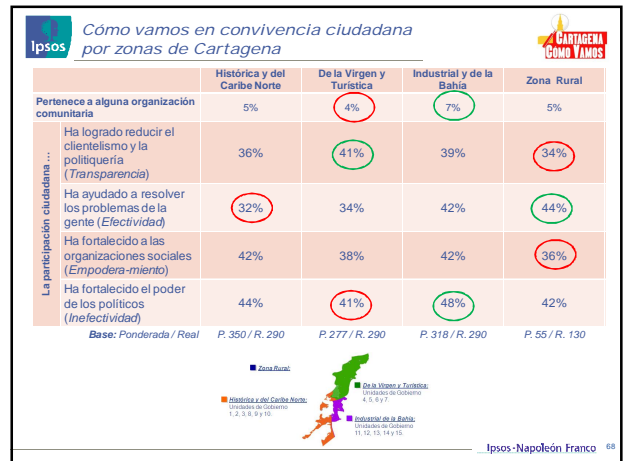 Cómo vamos en convivencia ciudadana
por zonas de Cartagena
Ipsos
CARTAGENA
CÓMO VAMOS
Histórica y del
Caribe Norte
De la Virgen y
Turística
Industrial y de la
Bahía
Zona Rural
Pertenece a alguna organización
comunitaria
5%
4%
7%
5%
La participación ciudadana ...
Ha logrado reducir el
clientelismo y la
politiquería
(Transparencia)
36%
41%
39%
34%
Ha ayudado a resolver
los problemas de la
gente (Efectividad)
32%
34%
42%
44%
Ha fortalecido a las
organizaciones sociales
(Empodera-miento)
42%
38%
42%
36%
Ha fortalecido el poder
de los políticos
(Inefectividad)
44%
41%
48%
42%
Base: Ponderada / Real
P. 350 / R. 290
P. 277 / R. 290
P. 318 / R. 290
P. 55 / R. 130
Zona Rural:
De la Virgen y Turística:
Unidades de Gobierno
4, 5, 6 y 7.
Histórica y del Caribe Norte:
Unidades de Gobierno
1, 2, 3, 8, 9 y 10.
Industrial de la Bahía:
Unidades de Gobierno
11, 12, 13, 14 y 15.
Ipsos-Napoleón Franco
68